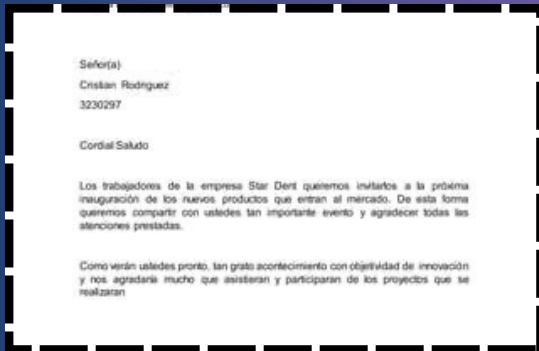 Señor(a)
Cristian Rodriguez
3230297
Cordial Saludo
Los trabajadores de la empresa Star Dent queremos invitarlos a la próxima
inauguración de los nuevos productos que entran al mercado. De esta forma
queremos compartir con ustedes tan importante evento y agradecer todas las
atenciones prestadas.
Como verán ustedes pronto, tan grato acontecimiento con objetividad de innovación
y nos agradaría mucho que asistieran y participaran de los proyectos que se
realizaran